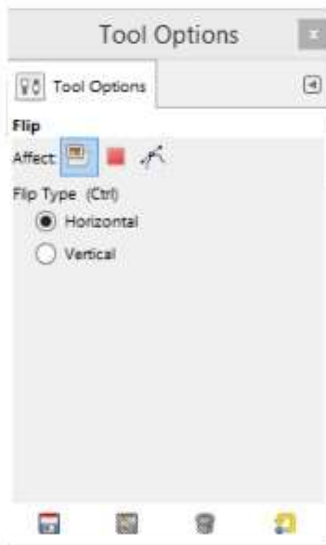 Tool Options
x
Tool Options
Flip
Affect:
Flip Type (Ctrl)
Horizontal
Vertical